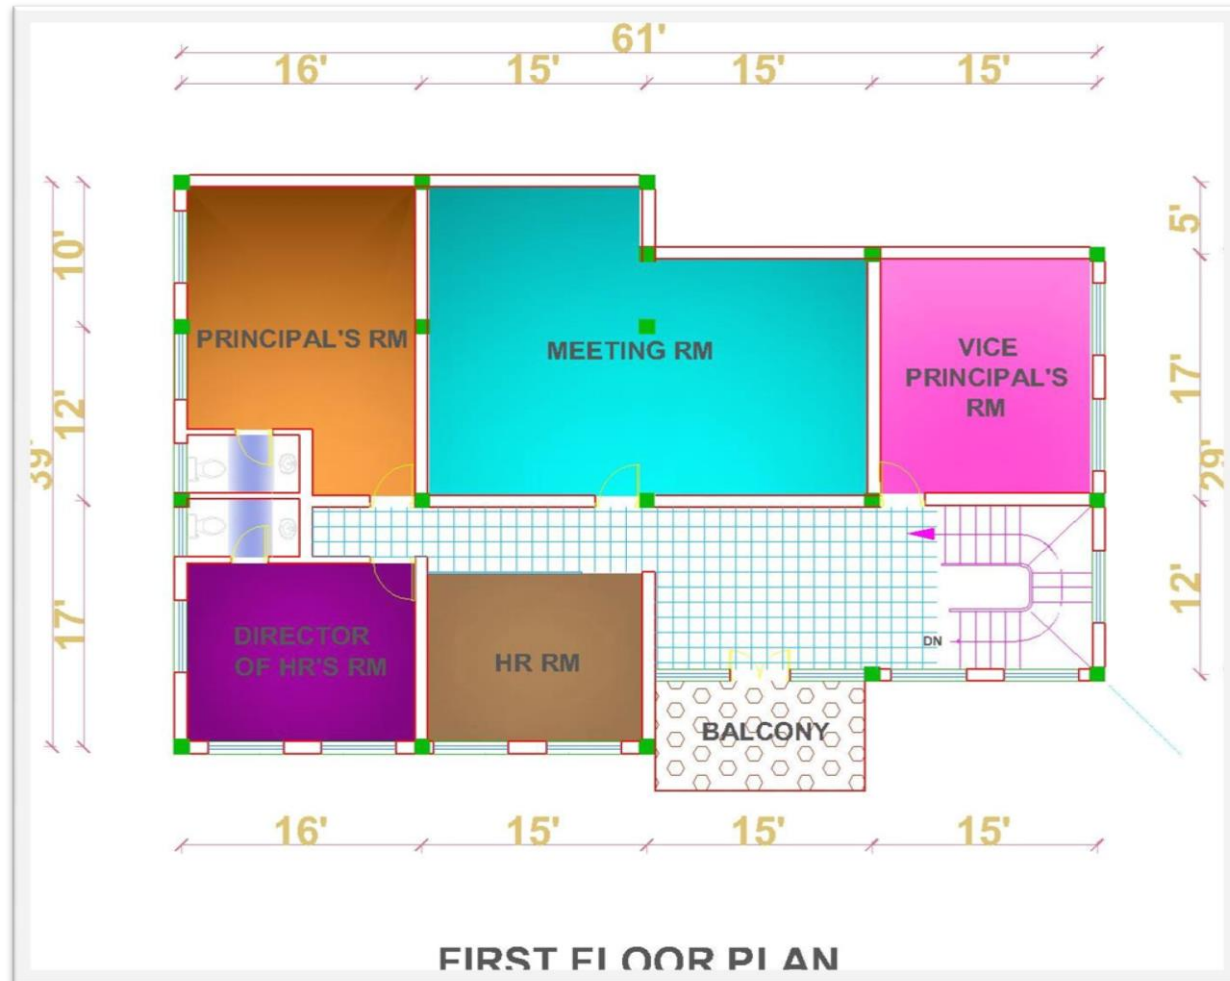 61'
16' 15' 15' 15'
10'
12'
17'
39'
5'
17'
29'
12'
PRINCIPAL'S RM
MEETING RM
VICE
PRINCIPAL'S
RM
DIRECTOR
OF HR'S RM
HR RM
DN
BALCONY
16' 15' 15' 15'
FIRST FLOOR PLAN